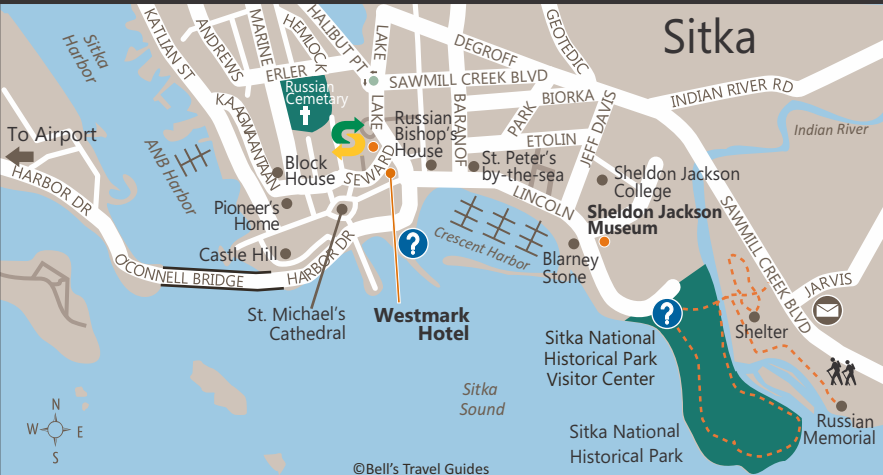 Sitka
KATLIAN ST
ANDREWS
MARINE
HEMLOCK
HALIBUT PT
LAKE
DEGROFF
GEOTEDIC
Sitka
Harbor
ERLER
SAWMILL CREEK BLVD
INDIAN RIVER RD
Russian
Cemetary
KAAGWAANTAN
LAKE
BARANOF
PARK
BIORKA
ETOLIN
JEFF DAVIS
Indian River
To Airport
Russian
Bishop's
House
ANB Harbor
Block
House
SEWARD
St. Peter's
by-the-sea
Sheldon Jackson
College
HARBOR DR
LINCOLN
Pioneer's
Home
Sheldon Jackson
Museum
SAWMILL CREEK BLVD
Castle Hill
HARBOR DR
?
Crescent Harbor
Blarney
Stone
O'CONNELL BRIDGE
JARVIS
St. Michael's
Cathedral
Westmark
Hotel
?
Shelter
Sitka National
Historical Park
Visitor Center
Sitka
Sound
N
W
E
S
Russian
Memorial
Sitka National
Historical Park
©Bell's Travel Guides